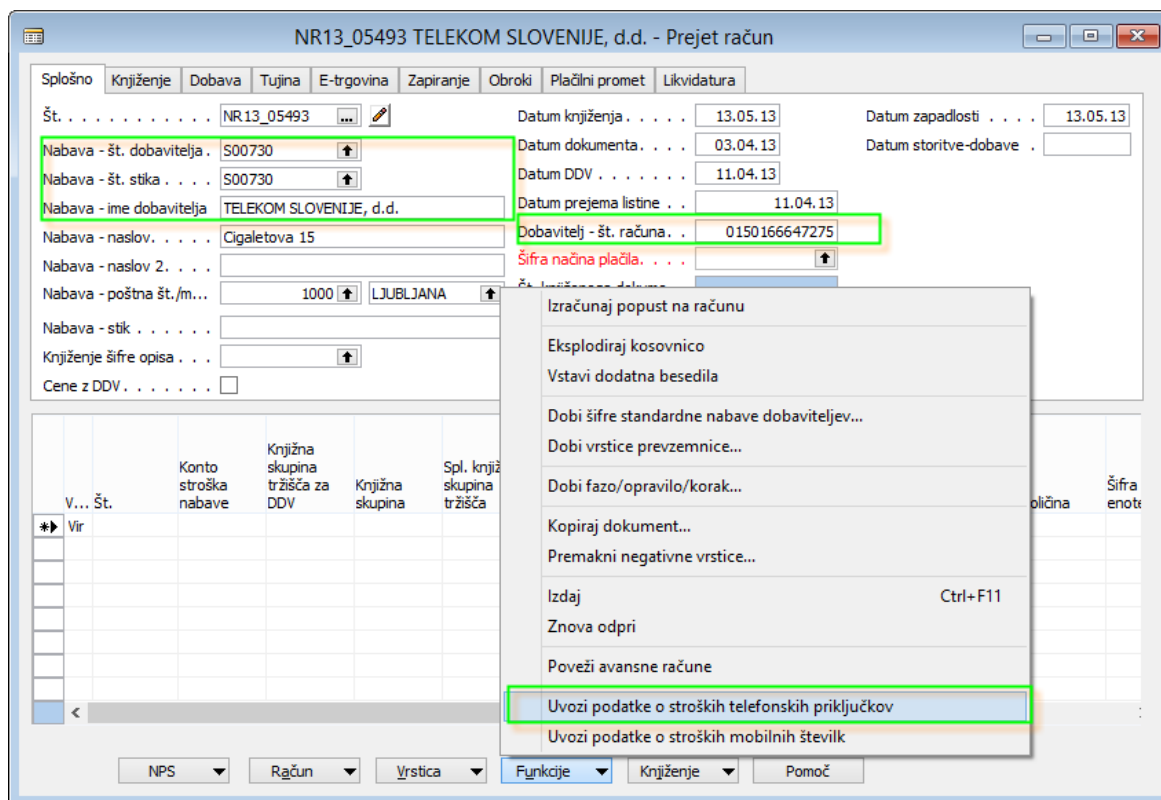 NR13_05493 TELEKOM SLOVENIJE, d.d. - Prejet račun
Splošno Knjiženje Dobava Tujina E-trgovina Zapiranje Obroki Plačilni promet Likvidatura
Št. . . . . . . . . . . . . NR13_05493 ...
Nabava - št. dobavitelja . S00730
Nabava - št. stika . . . . S00730
Nabava - ime dobavitelja TELEKOM SLOVENIJE, d.d.
Nabava - naslov. . . . . Cigaletova 15
Nabava - naslov 2. . . .
Nabava - poštna št./m... 1000 LJUBLJANA
Nabava - stik . . . . . .
Knjiženje šifre opisa . . .
Cene z DDV. . . . . . .
Datum knjiženja . . . . . 13.05.13
Datum dokumenta. . . . 03.04.13
Datum DDV . . . . . . . 11.04.13
Datum prejema listine . . 11.04.13
Dobavitelj - št. računa. . 0150166647275
Šifra načina plačila. . . .
Št. knjiženega dokume...
Datum zapadlosti . . . . 13.05.13
Datum storitve-dobave .
V... Št.
Konto stroška nabave
Knjižna skupina tržišča za DDV
Knjižna skupina
Spl. knjiž
skupina
tržišča
oličina
Šifra
enote
Vir
Izračunaj popust na računu
Eksplodiraj kosovnico
Vstavi dodatna besedila
Dobi šifre standardne nabave dobaviteljev...
Dobi vrstice prevzemnice...
Dobi fazo/opravilo/korak...
Kopiraj dokument...
Premakni negativne vrstice...
Izdaj Ctrl+F11
Znova odpri
Poveži avansne račune
Uvozi podatke o stroških telefonskih priključkov
Uvozi podatke o stroških mobilnih številk
NPS Račun Vrstica Funkcije Knjiženje Pomoč